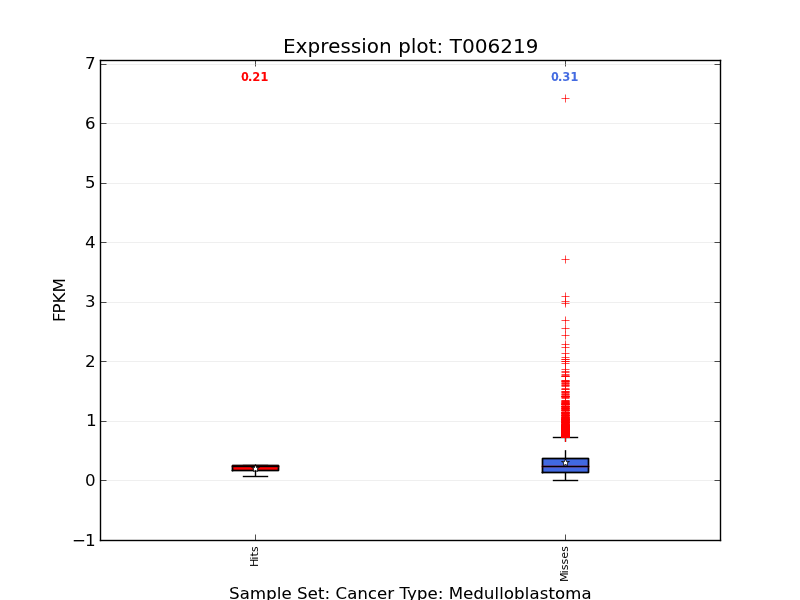 Expression plot: T006219
7
0.21
0.31
6
5
4
FPKM
3
2
1
0
−1
Hits
Misses
Sample Set: Cancer Type: Medulloblastoma